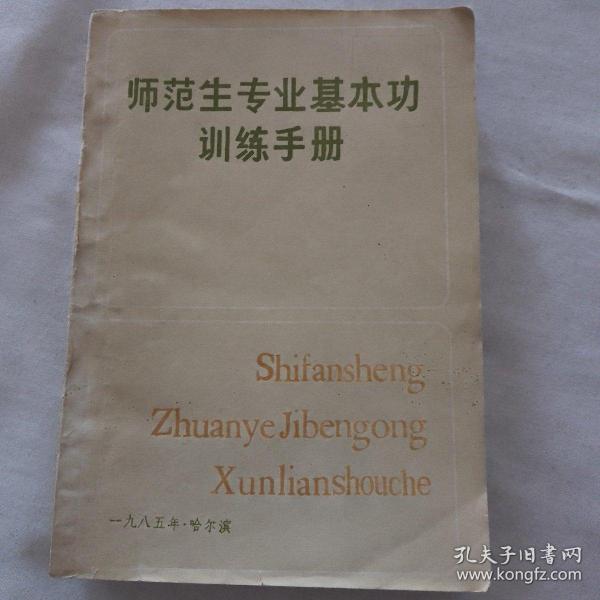 师范生专业基本功
训练手册
Shifansheng
Zhuanye Jibengong
Xunlianshouche
一九八五年·哈尔滨
孔夫子旧书网
www.kongfz.com